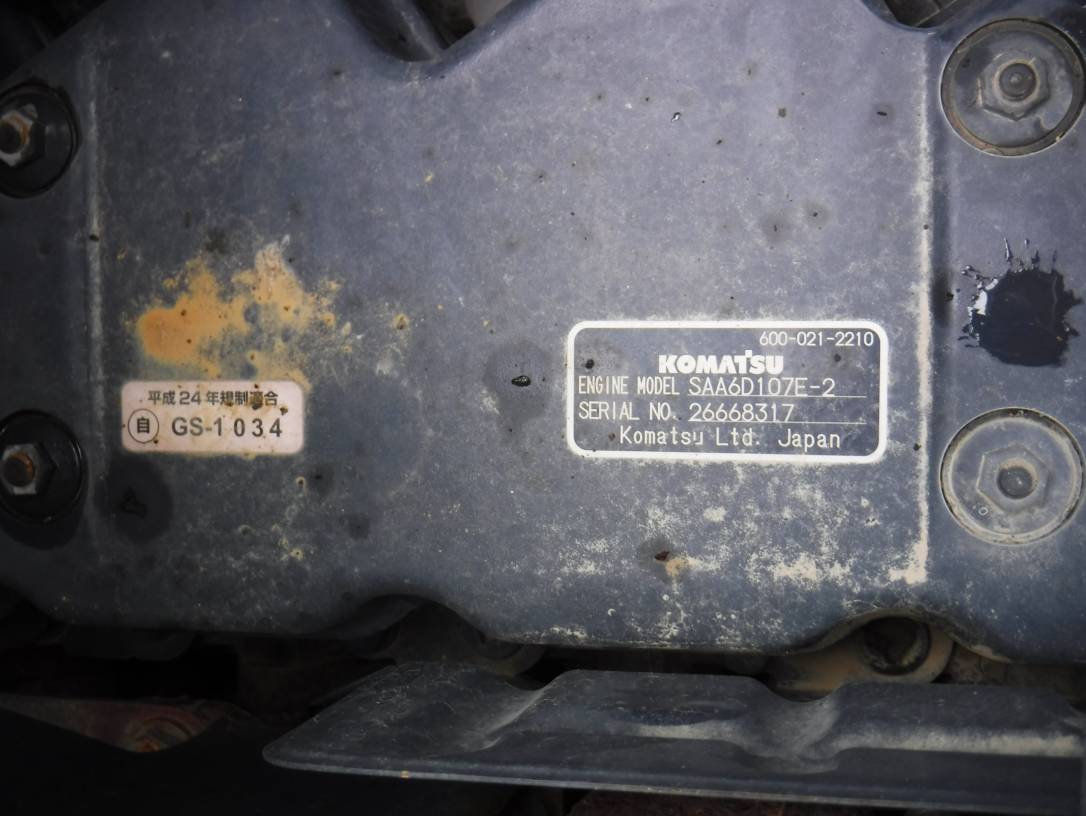 平成24年規制適合
自 GS-1034
600-021-2210
KOMATSU
ENGINE MODEL SAA6D107E-2
SERIAL NO. 26668317
Komatsu Ltd. Japan